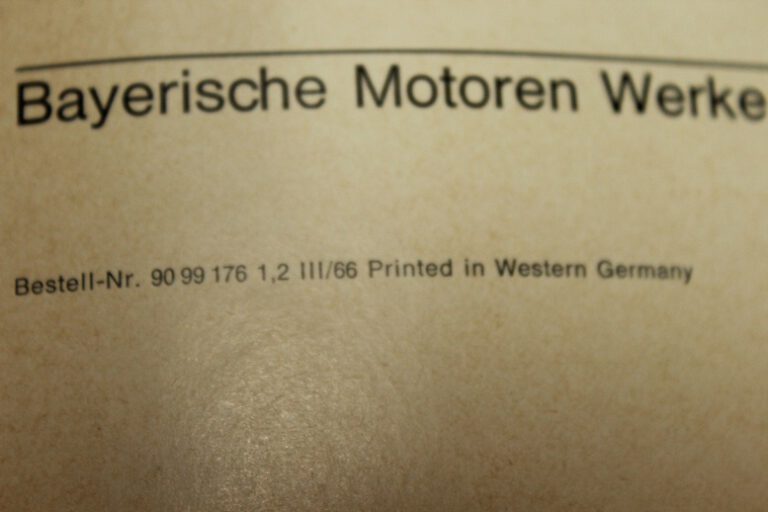 Bayerische Motoren Werke
Bestell-Nr. 90 99 176 1,2 III/66 Printed in Western Germany